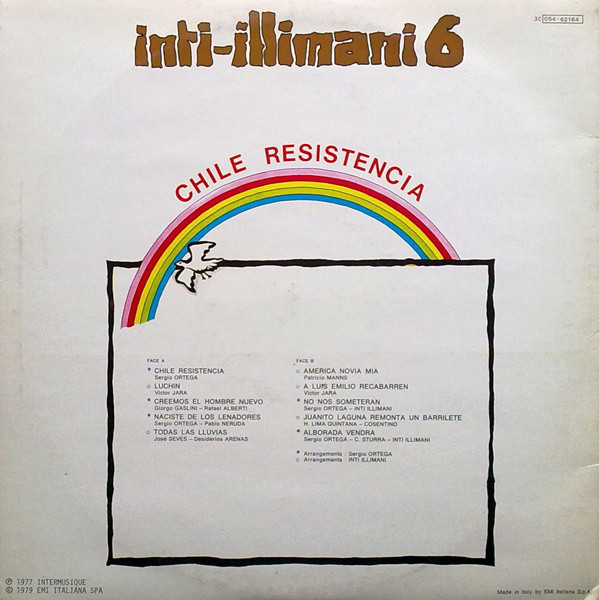 inti-illimani 6
3C 054-62164
CHILE RESISTENCIA
FACE A
* CHILE RESISTENCIA
Sergio ORTEGA
o LUCHIN
Victor JARA
* CREEMOS EL HOMBRE NUEVO
Giorgo GASLINI - Rafael ALBERTI
* NACISTE DE LOS LENADORES
Sergio ORTEGA - Pablo NERUDA
o TODAS LAS LLUVIAS
José SEVES - Desiderios ARENAS
FACE B
o AMERICA NOVIA MIA
Patricio MANNS
o A LUIS EMILIO RECABARREN
Victor JARA
* NO NOS SOMETERAN
Sergio ORTEGA - INTI ILLIMANI
o JUANITO LAGUNA REMONTA UN BARRILETE
H. LIMA QUINTANA - COSENTINO
* ALBORADA VENDRA
Sergio ORTEGA - C. STURRA - INTI ILLIMANI
* Arrangements : Sergio ORTEGA
o Arrangements : INTI ILLIMANI
℗ 1977 INTERMUSIQUE
© 1979 EMI ITALIANA SPA
Made in Italy by EMI Italiana S.p.A.